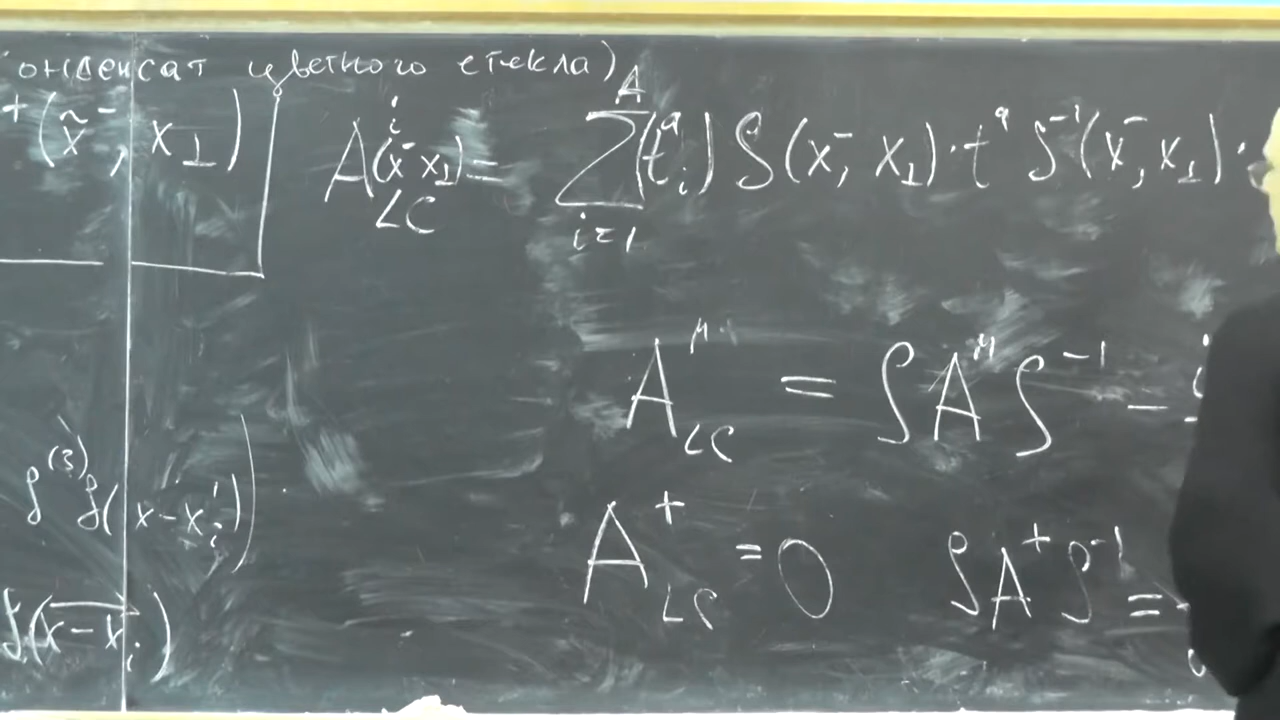 онденсат цветного стекла)
+ (x̃⁻, x⊥)
A^i_LC (x⁻ x⊥) = Σ_{i=1}^{A} (t^a_i) S(x⁻, x⊥) · t^a S⁻¹(x⁻, x⊥) ·
A^μ_LC = S A^μ S⁻¹ − i
δ^(3) δ(x − x'_i)) .
A⁺_LC = 0 S A⁺ S⁻¹ =
δ(x − x_i)